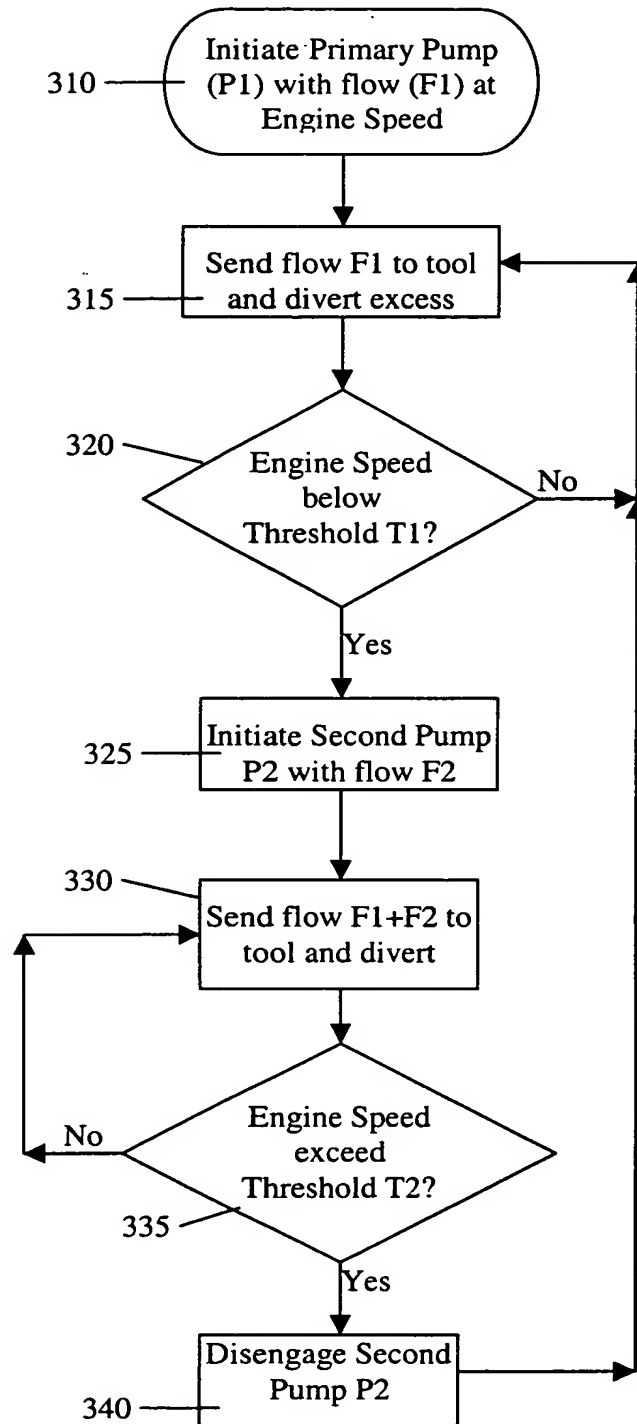 Initiate Primary Pump
(P1) with flow (F1) at
Engine Speed
310
Send flow F1 to tool
and divert excess
315
320
Engine Speed
below
Threshold T1?
No
Yes
Initiate Second Pump
P2 with flow F2
325
330
Send flow F1+F2 to
tool and divert
Engine Speed
exceed
Threshold T2?
No
335
Yes
Disengage Second
Pump P2
340